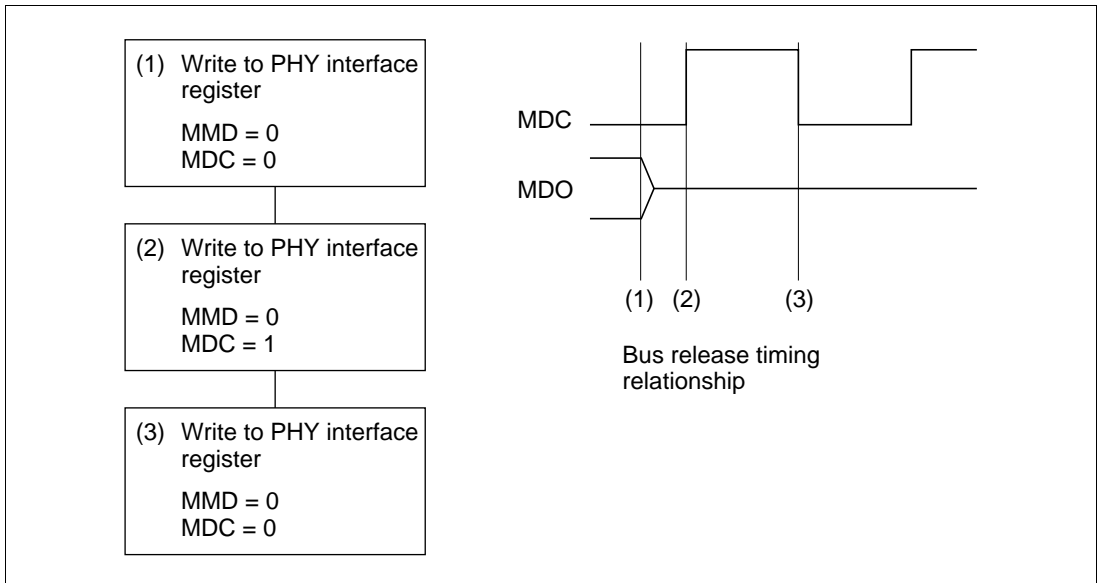 (1) Write to PHY interface
register
MMD = 0
MDC = 0
(2) Write to PHY interface
register
MMD = 0
MDC = 1
(3) Write to PHY interface
register
MMD = 0
MDC = 0
MDC
MDO
(1) (2) (3)
Bus release timing
relationship